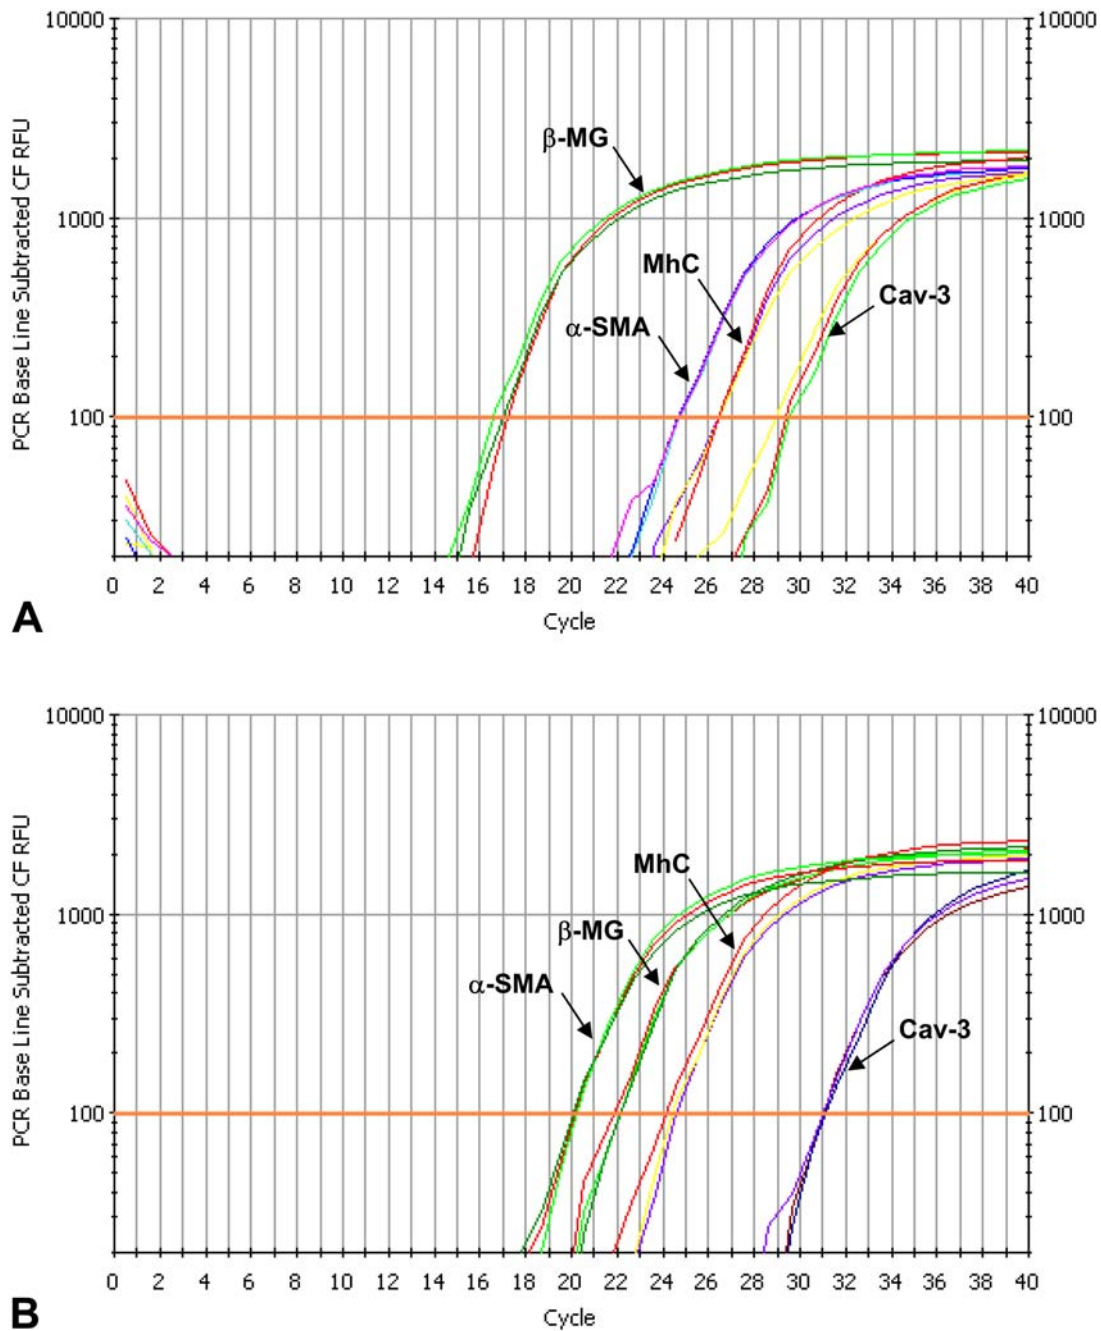 10000
10000
PCR Base Line Subtracted CF RFU
β-MG
1000
1000
MhC
Cav-3
α-SMA
100
100
0 2 4 6 8 10 12 14 16 18 20 22 24 26 28 30 32 34 36 38 40
Cycle
A
10000
10000
PCR Base Line Subtracted CF RFU
MhC
1000
1000
β-MG
α-SMA
Cav-3
100
100
0 2 4 6 8 10 12 14 16 18 20 22 24 26 28 30 32 34 36 38 40
Cycle
B